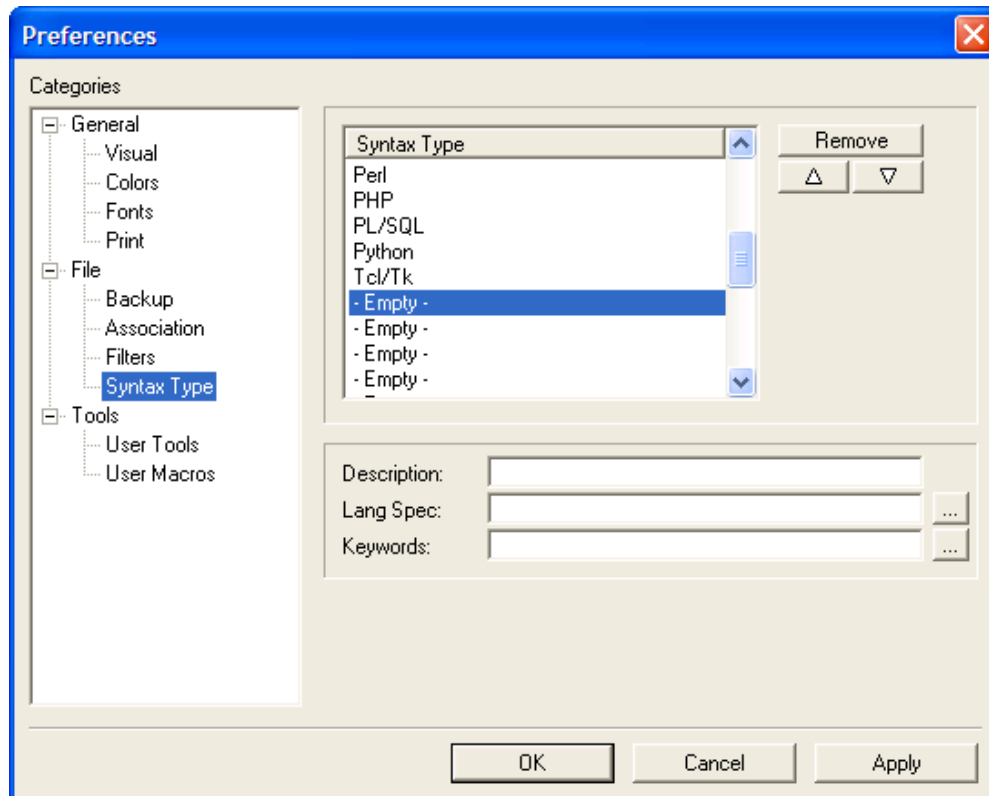 Preferences
Categories
General
Visual
Colors
Fonts
Print
File
Backup
Association
Filters
Syntax Type
Tools
User Tools
User Macros
Syntax Type
Perl
PHP
PL/SQL
Python
Tcl/Tk
- Empty -
- Empty -
- Empty -
- Empty -
Remove
Description:
Lang Spec:
...
Keywords:
...
OK
Cancel
Apply